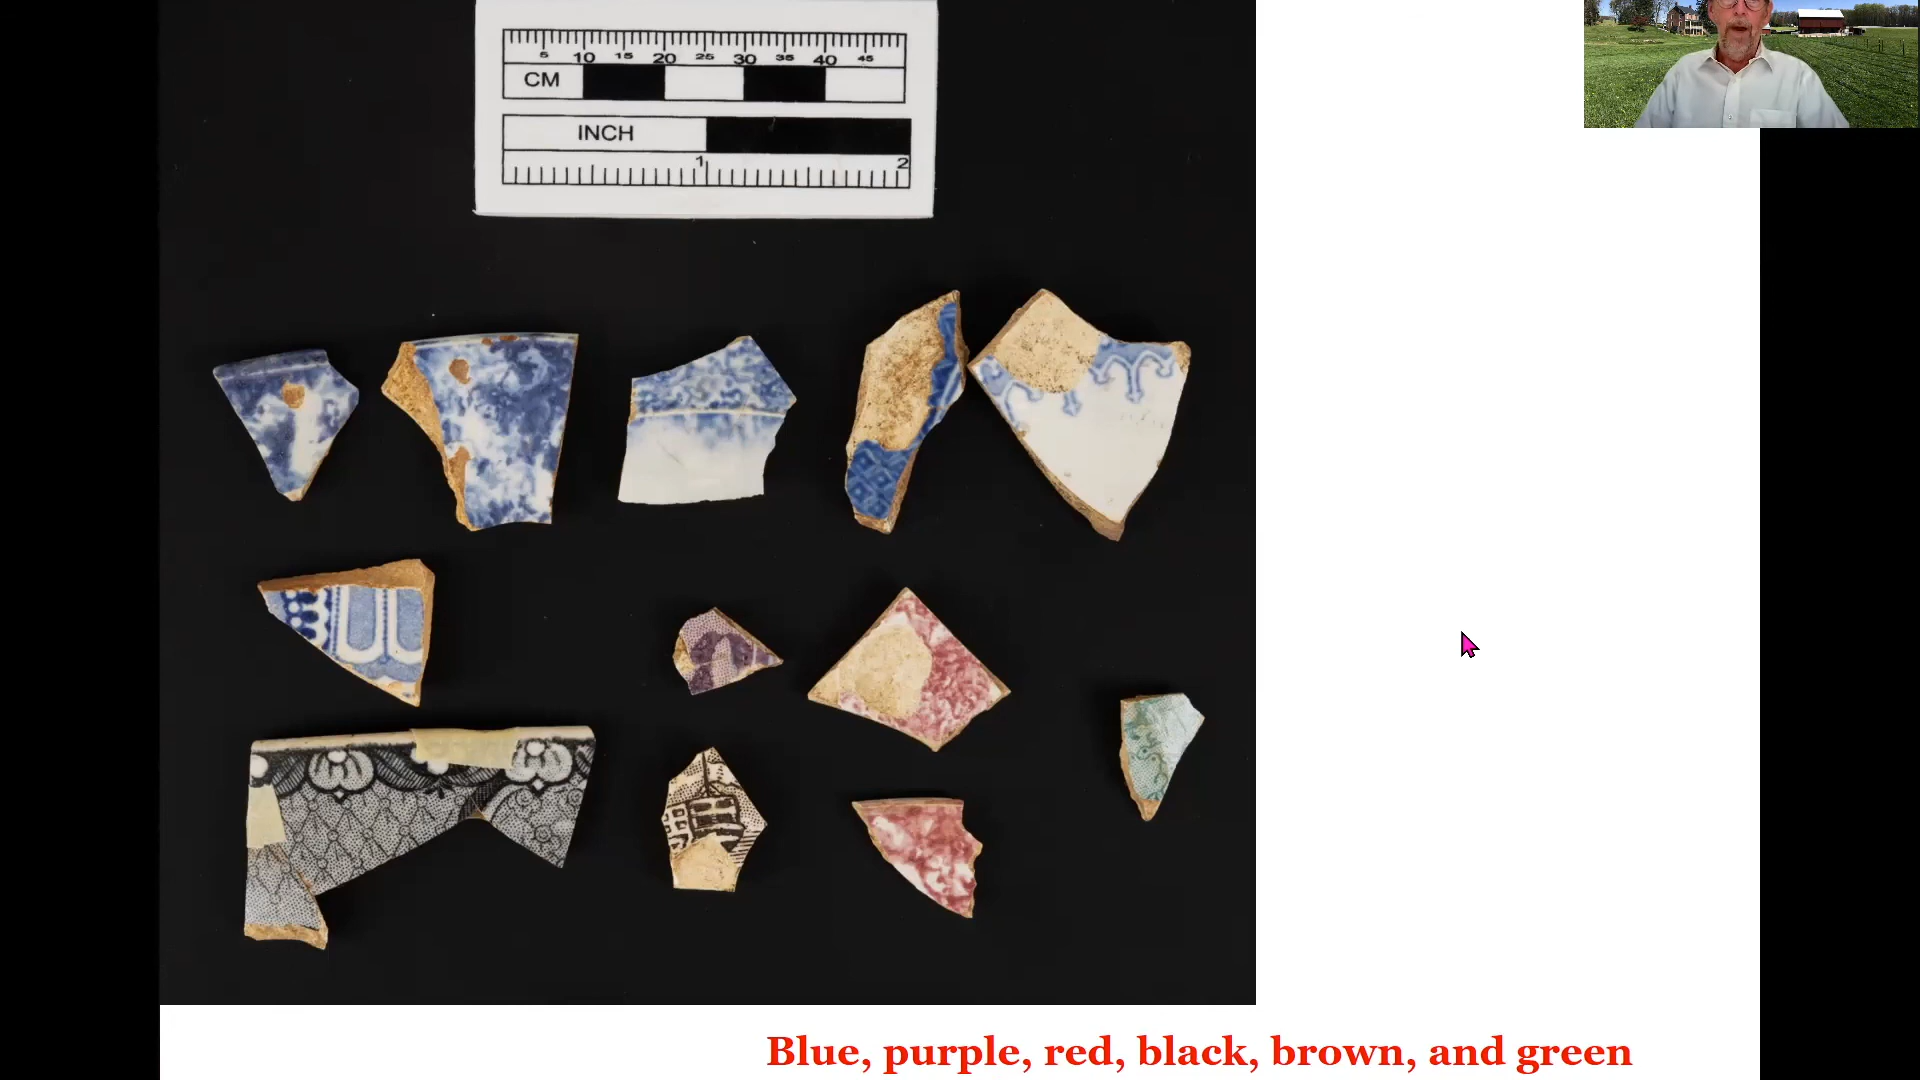 5 10 15 20 25 30 35 40 45
CM
INCH
1 2
Blue, purple, red, black, brown, and green